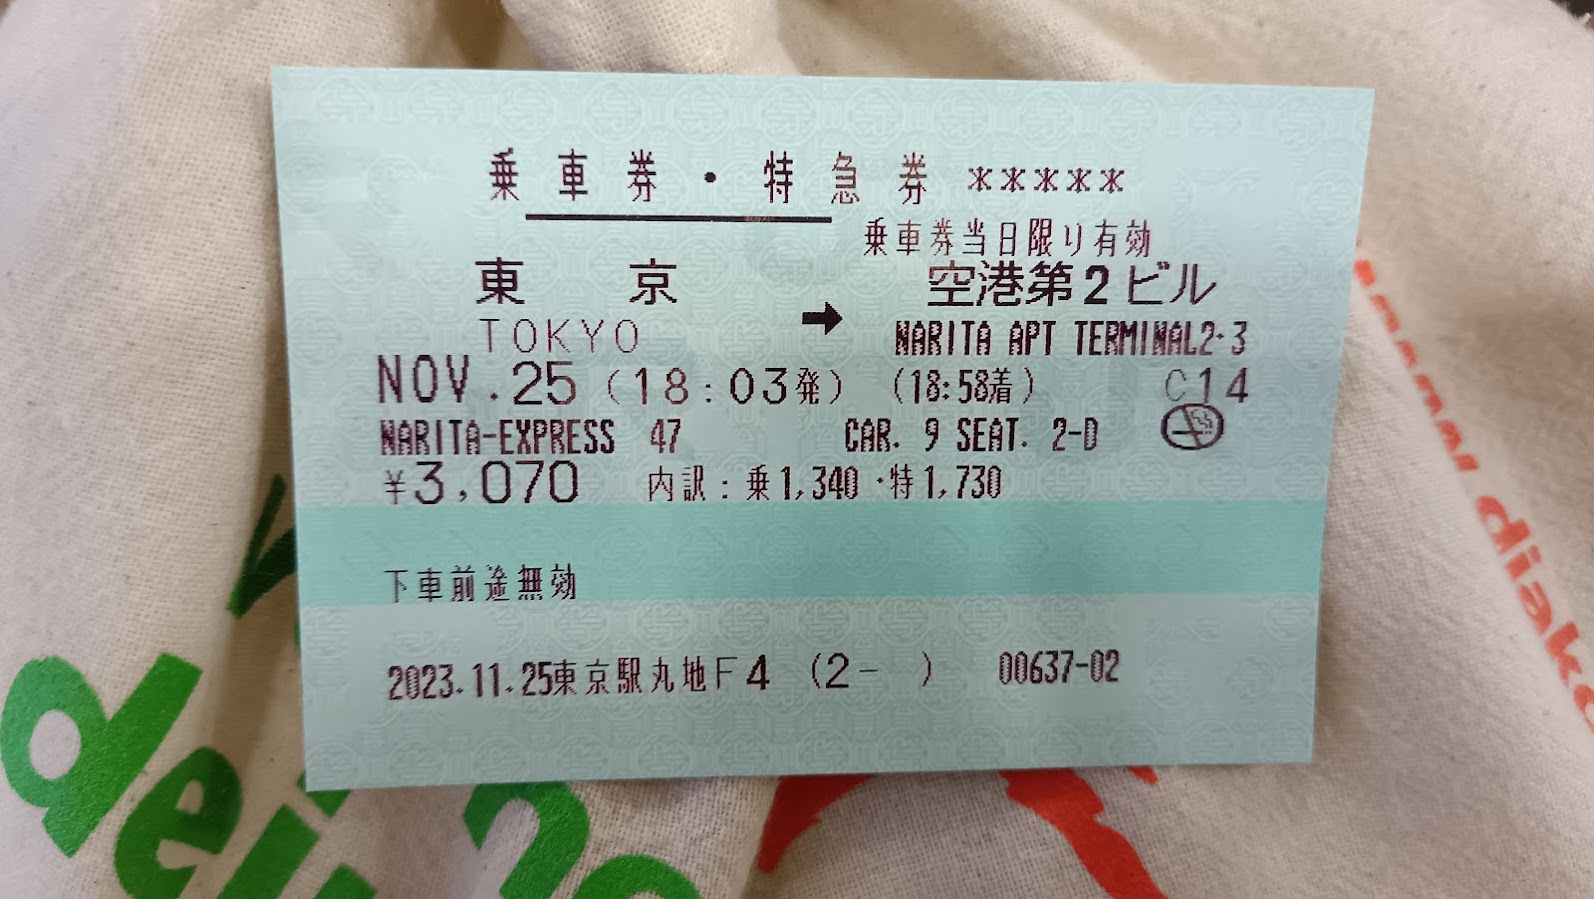 乗車券・特急券 *****
乗車券当日限り有効
東京 ➡ 空港第2ビル
TOKYO NARITA APT TERMINAL2・3
NOV.25 (18:03発) (18:58着) C14
NARITA-EXPRESS 47 CAR. 9 SEAT. 2-D
¥3,070 内訳:乗1,340・特1,730
下車前途無効
2023.11.25東京駅丸地F4 (2- ) 00637-02